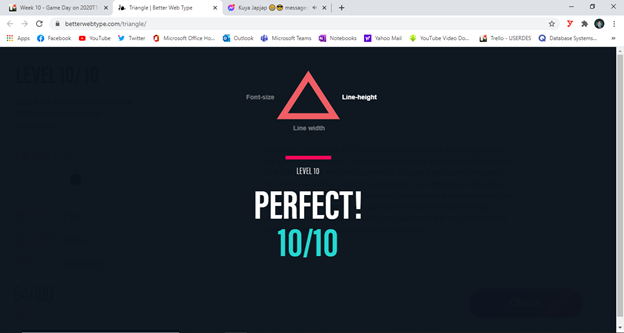 Week 10 - Game Day on 2020T1
Triangle | Better Web Type
Kuya Japjap 😊😎 message
betterwebtype.com/triangle/
Apps
Facebook
YouTube
Twitter
Microsoft Office Ho...
Outlook
Microsoft Teams
Notebooks
Yahoo Mail
YouTube Video Do...
Trello - USERDES
Database Systems...
»
LEVEL 10/10
Font-size
Line-height
Line width
LEVEL 10
PERFECT!
10/10